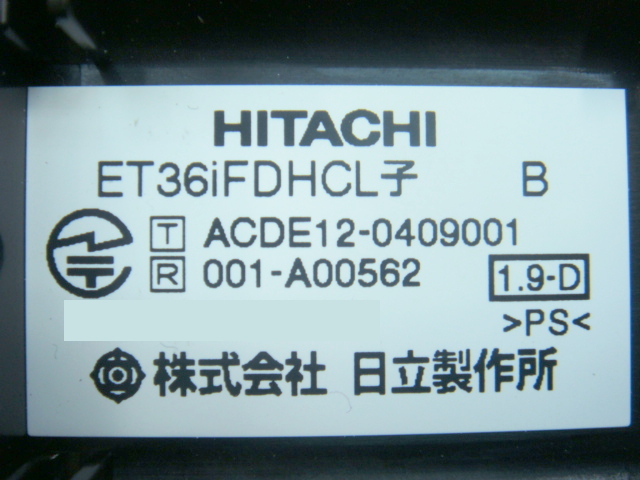 HITACHI
ET36iFDHCL子 B
T ACDE12-0409001
R 001-A00562 1.9-D
>PS<
株式会社 日立製作所